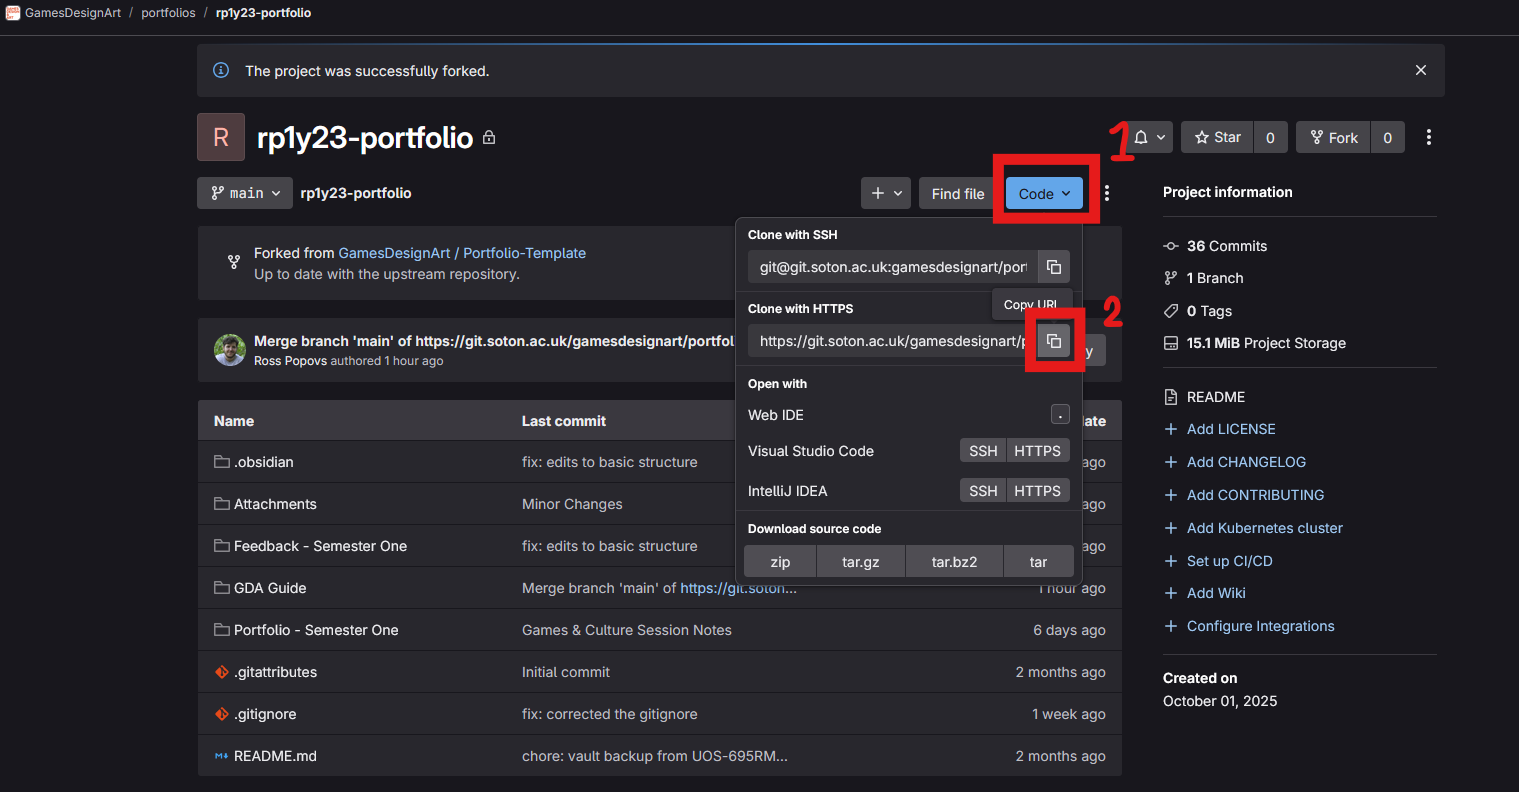 GamesDesignArt / portfolios / rp1y23-portfolio
The project was successfully forked.
R
rp1y23-portfolio
1
Star 0
Fork 0
main
rp1y23-portfolio
Find file
Code
Project information
Clone with SSH
git@git.soton.ac.uk:gamesdesignart/port
Forked from GamesDesignArt / Portfolio-Template
Up to date with the upstream repository.
36 Commits
1 Branch
0 Tags
15.1 MiB Project Storage
Copy URL
2
Clone with HTTPS
https://git.soton.ac.uk/gamesdesignart/p
y
Merge branch 'main' of https://git.soton.ac.uk/gamesdesignart/portfol
Ross Popovs authored 1 hour ago
Open with
Web IDE .
Visual Studio Code SSH HTTPS
IntelliJ IDEA SSH HTTPS
Download source code
zip tar.gz tar.bz2 tar
README
Add LICENSE
Add CHANGELOG
Add CONTRIBUTING
Add Kubernetes cluster
Set up CI/CD
Add Wiki
Configure Integrations
Created on
October 01, 2025
Name Last commit ate
.obsidian fix: edits to basic structure ago
Attachments Minor Changes ago
Feedback - Semester One fix: edits to basic structure ago
GDA Guide Merge branch 'main' of https://git.soton... 1 hour ago
Portfolio - Semester One Games & Culture Session Notes 6 days ago
.gitattributes Initial commit 2 months ago
.gitignore fix: corrected the gitignore 1 week ago
README.md chore: vault backup from UOS-695RM... 2 months ago